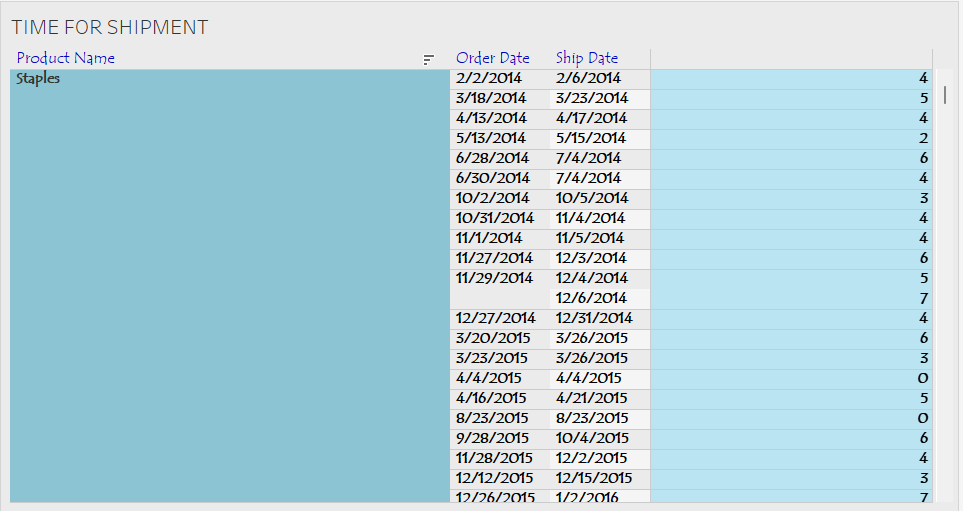 TIME FOR SHIPMENT
Product Name Order Date Ship Date
Staples 2/2/2014 2/6/2014 4
3/18/2014 3/23/2014 5
4/13/2014 4/17/2014 4
5/13/2014 5/15/2014 2
6/28/2014 7/4/2014 6
6/30/2014 7/4/2014 4
10/2/2014 10/5/2014 3
10/31/2014 11/4/2014 4
11/1/2014 11/5/2014 4
11/27/2014 12/3/2014 6
11/29/2014 12/4/2014 5
12/6/2014 7
12/27/2014 12/31/2014 4
3/20/2015 3/26/2015 6
3/23/2015 3/26/2015 3
4/4/2015 4/4/2015 0
4/16/2015 4/21/2015 5
8/23/2015 8/23/2015 0
9/28/2015 10/4/2015 6
11/28/2015 12/2/2015 4
12/12/2015 12/15/2015 3
12/26/2015 1/2/2016 7